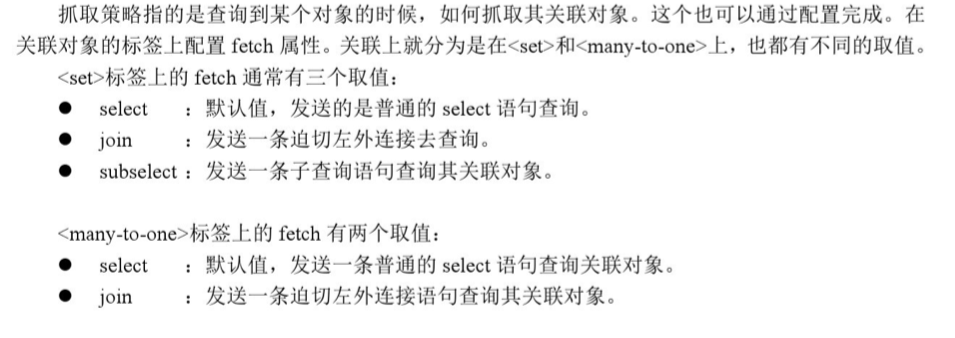 抓取策略指的是查询到某个对象的时候，如何抓取其关联对象。这个也可以通过配置完成。在
关联对象的标签上配置 fetch 属性。关联上就分为是在<set>和<many-to-one>上，也都有不同的取值。
<set>标签上的 fetch 通常有三个取值：
● select ：默认值，发送的是普通的 select 语句查询。
● join ：发送一条迫切左外连接去查询。
● subselect ：发送一条子查询语句查询其关联对象。
<many-to-one>标签上的 fetch 有两个取值：
● select ：默认值，发送一条普通的 select 语句查询关联对象。
● join ：发送一条迫切左外连接语句查询其关联对象。